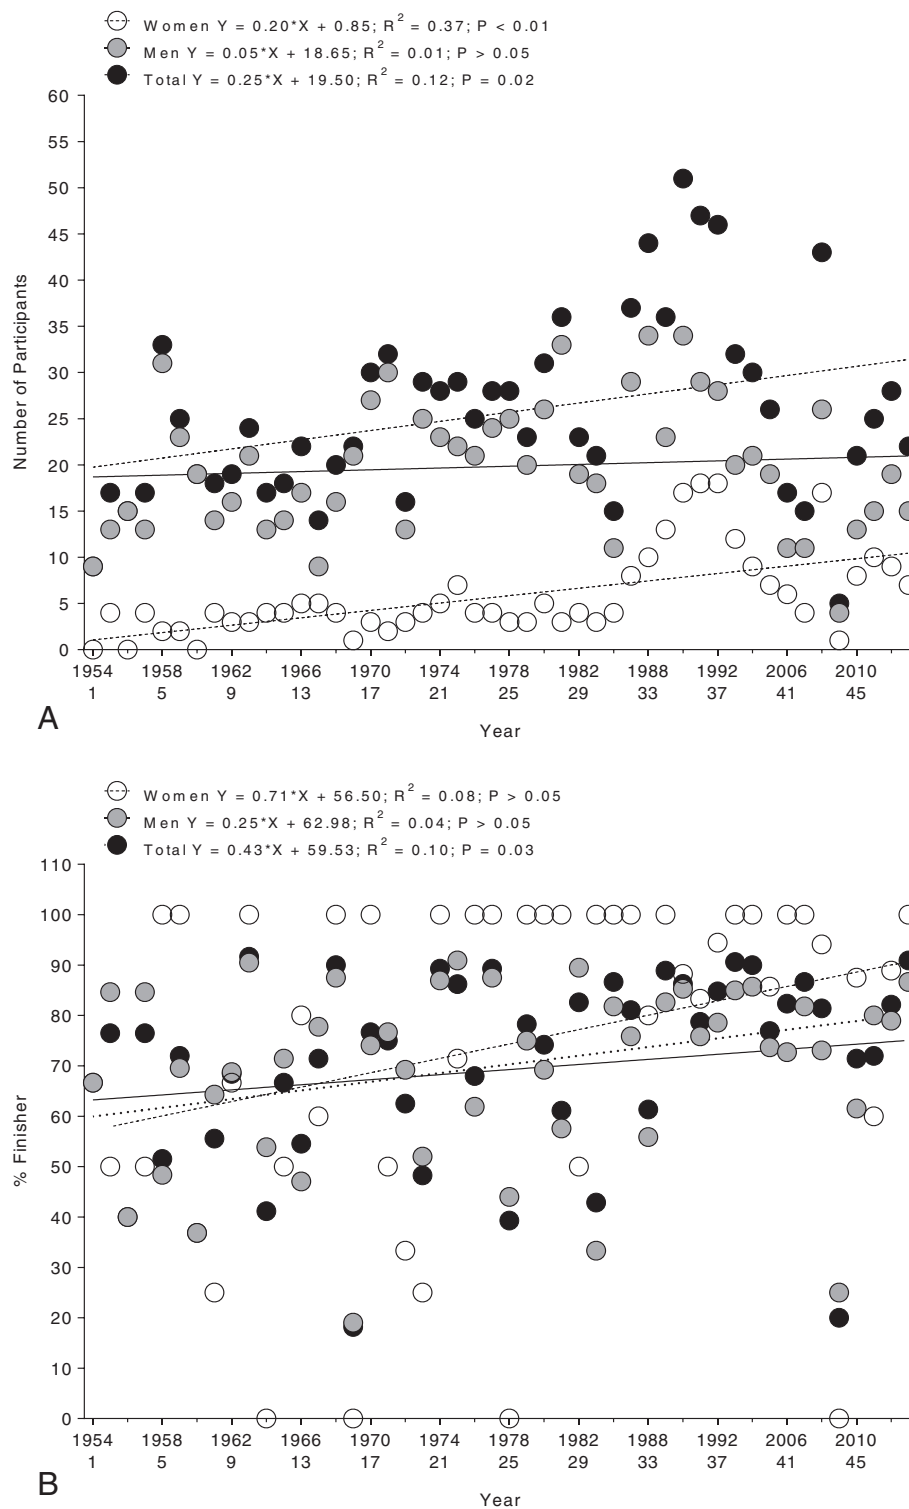 Women Y = 0.20*X + 0.85; R² = 0.37; P < 0.01
Men Y = 0.05*X + 18.65; R² = 0.01; P > 0.05
Total Y = 0.25*X + 19.50; R² = 0.12; P = 0.02
60
55
50
45
40
35
30
25
20
15
10
5
0
Number of Participants
1954 1958 1962 1966 1970 1974 1978 1982 1988 1992 2006 2010
1 5 9 13 17 21 25 29 33 37 41 45
A
Year
Women Y = 0.71*X + 56.50; R² = 0.08; P > 0.05
Men Y = 0.25*X + 62.98; R² = 0.04; P > 0.05
Total Y = 0.43*X + 59.53; R² = 0.10; P = 0.03
110
100
90
80
70
60
50
40
30
20
10
0
% Finisher
1954 1958 1962 1966 1970 1974 1978 1982 1988 1992 2006 2010
1 5 9 13 17 21 25 29 33 37 41 45
B
Year